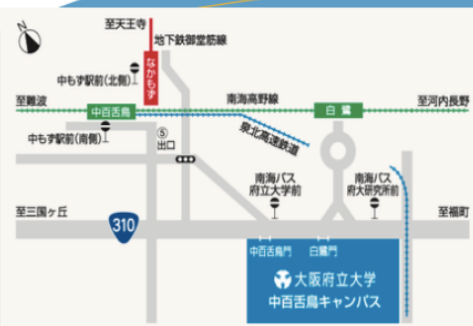 N
至天王寺
地下鉄御堂筋線
なかもず
中もず駅前(北側)
至難波
中百舌鳥
南海高野線
白鷺
至河内長野
中もず駅前(南側)
⑤
出口
泉北高速鉄道
南海バス
府立大学前
南海バス
府大研究所前
至三国ヶ丘
310
至福町
中百舌鳥門
白鷺門
大阪府立大学
中百舌鳥キャンパス